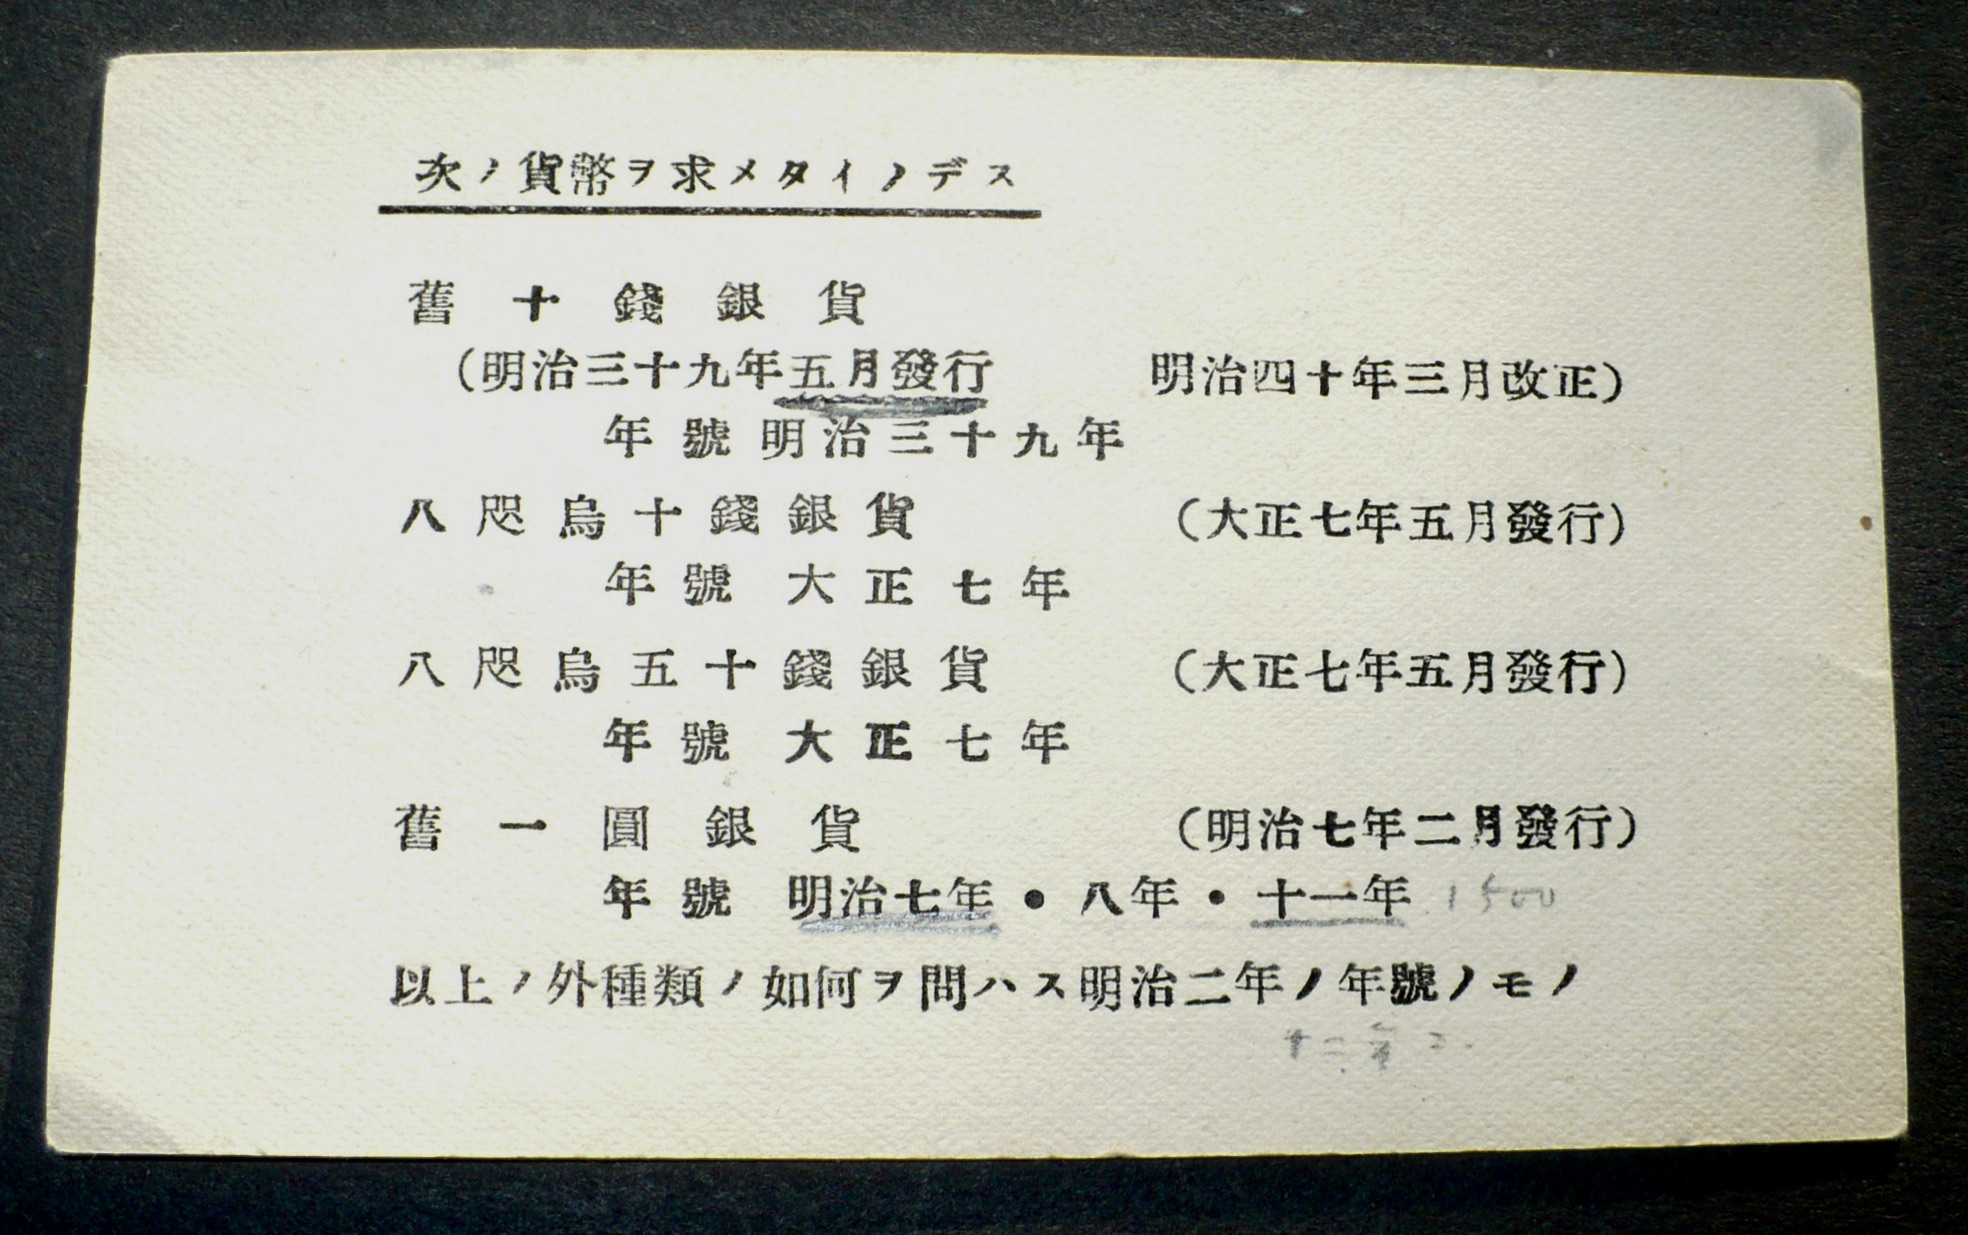 次ノ貨幣ヲ求メタイノデス
舊十錢銀貨
(明治三十九年五月發行 明治四十年三月改正)
年號明治三十九年
八咫烏十錢銀貨 (大正七年五月發行)
年號 大正七年
八咫烏五十錢銀貨 (大正七年五月發行)
年號 大正七年
舊一圓銀貨 (明治七年二月發行)
年號 明治七年・八年・十一年 1500
以上ノ外種類ノ如何ヲ問ハス明治二年ノ年號ノモノ
十二年